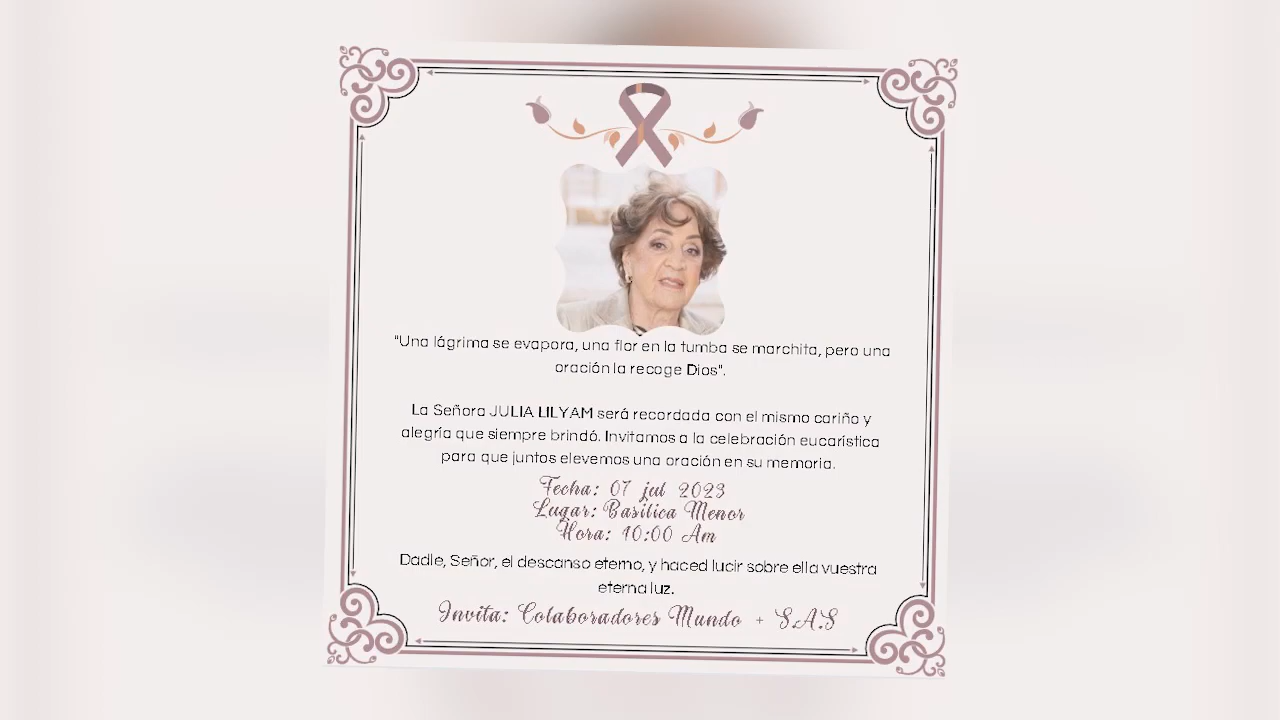 "Una lágrima se evapora, una flor en la tumba se marchita, pero una
oración la recoge Dios".
La Señora JULIA LILYAM será recordada con el mismo cariño y
alegría que siempre brindó. Invitamos a la celebración eucarística
para que juntos elevemos una oración en su memoria.
Fecha: 07 jul 2023
Lugar: Basilica Menor
Hora: 10:00 Am
Dadle, Señor, el descanso eterno, y haced lucir sobre ella vuestra
eterna luz.
Invita: Colaboradores Mundo + S.A.S